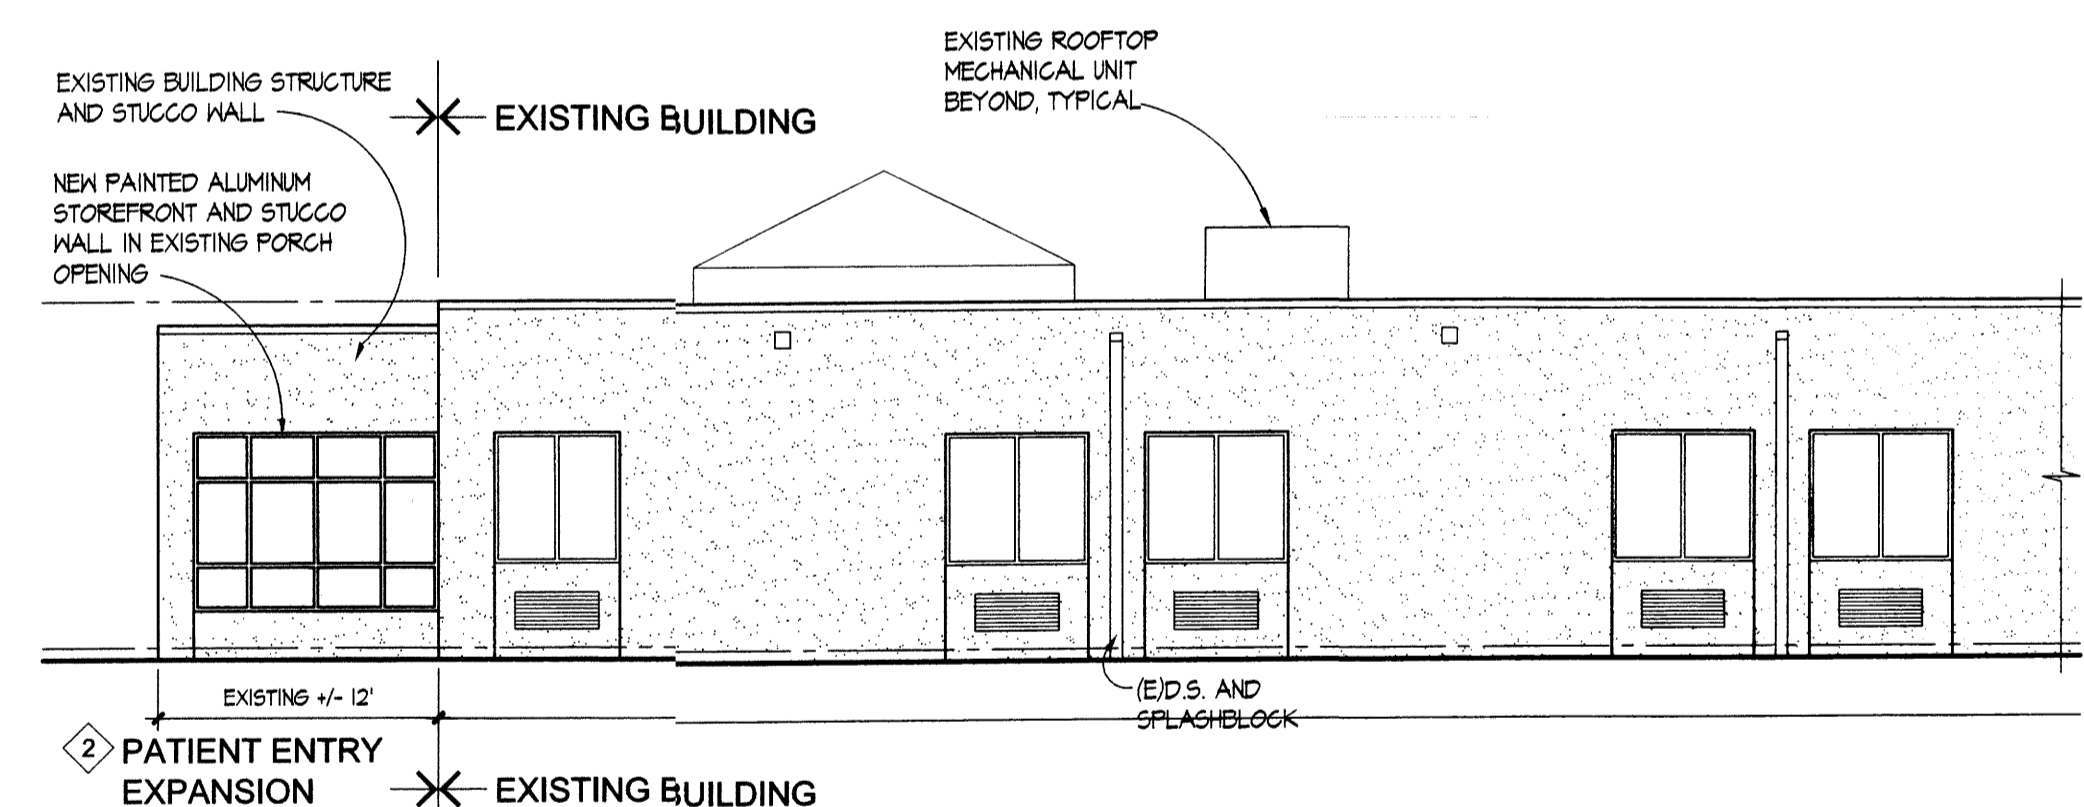 EXISTING BUILDING STRUCTURE
AND STUCCO WALL
EXISTING BUILDING
EXISTING ROOFTOP
MECHANICAL UNIT
BEYOND, TYPICAL
NEW PAINTED ALUMINUM
STOREFRONT AND STUCCO
WALL IN EXISTING PORCH
OPENING
EXISTING +/- 12'
(E)D.S. AND
SPLASHBLOCK
2 PATIENT ENTRY
EXPANSION
EXISTING BUILDING